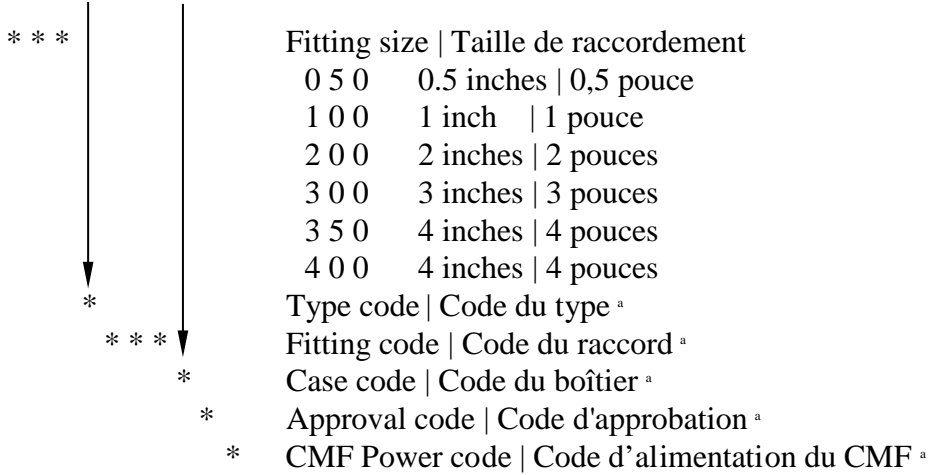 * * * Fitting size | Taille de raccordement
0 5 0 0.5 inches | 0,5 pouce
1 0 0 1 inch | 1 pouce
2 0 0 2 inches | 2 pouces
3 0 0 3 inches | 3 pouces
3 5 0 4 inches | 4 pouces
4 0 0 4 inches | 4 pouces
* Type code | Code du type ᵃ
* * * Fitting code | Code du raccord ᵃ
* Case code | Code du boîtier ᵃ
* Approval code | Code d'approbation ᵃ
* CMF Power code | Code d’alimentation du CMF ᵃ